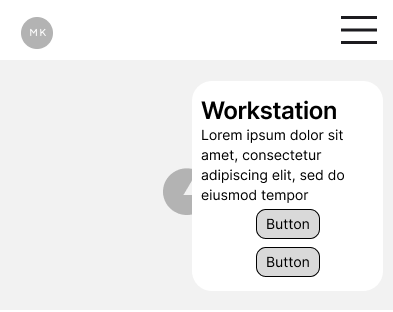 MK
Workstation
Lorem ipsum dolor sit
amet, consectetur
adipiscing elit, sed do
eiusmod tempor
Button
Button